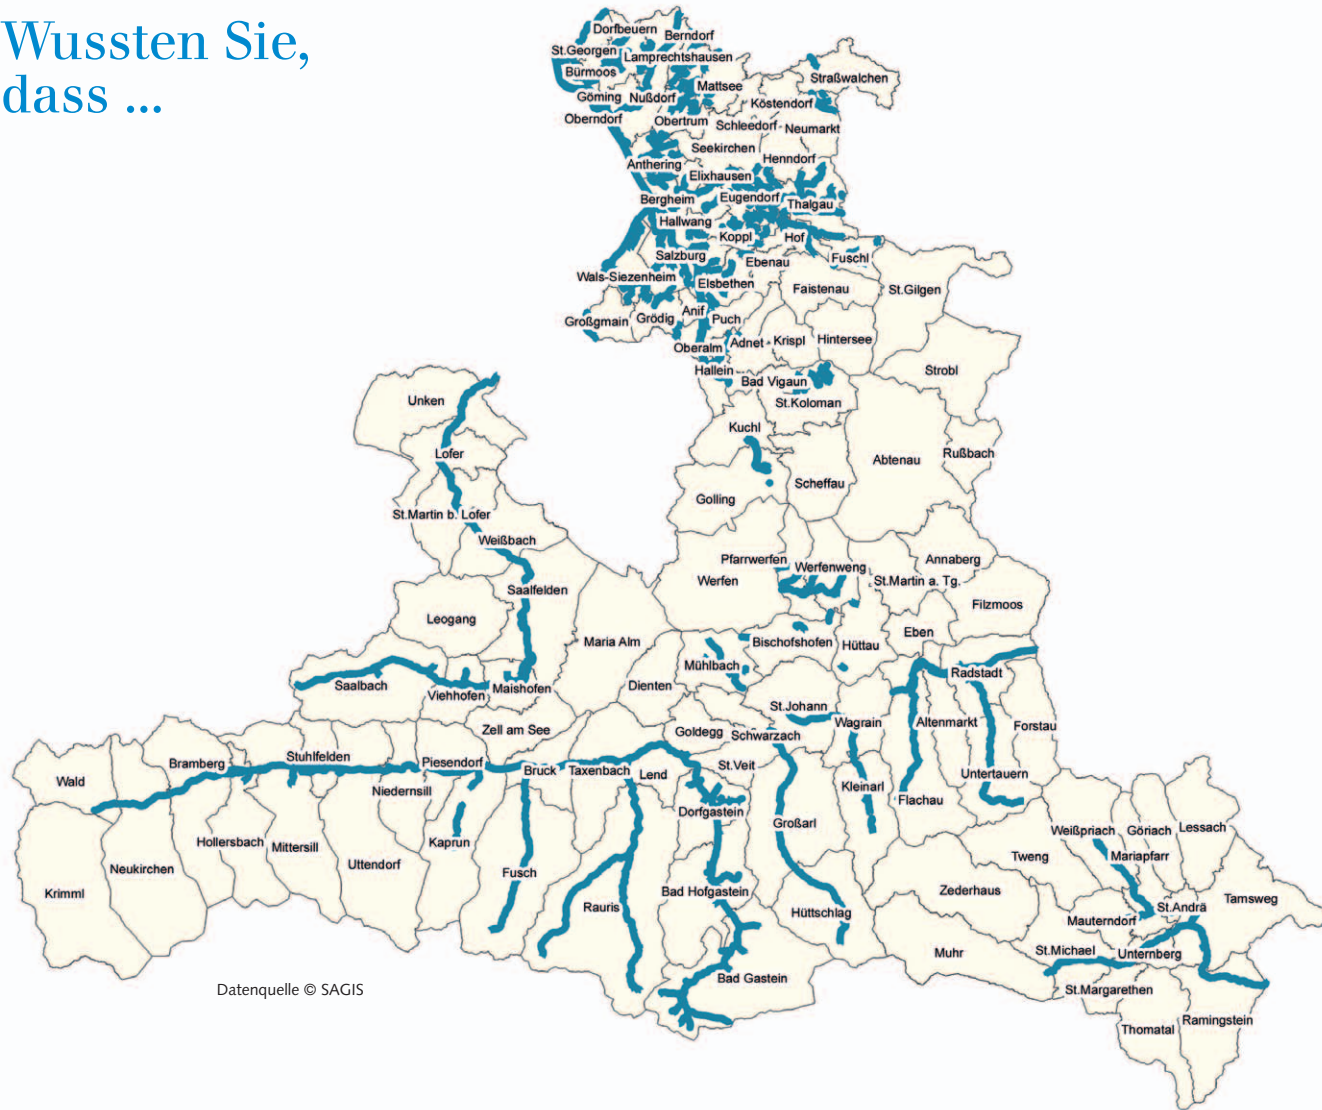 Wussten Sie,
dass ...
Dorfbeuern
Berndorf
St.Georgen
Lamprechtshausen
Bürmoos
Straßwalchen
Mattsee
Göming
Nußdorf
Köstendorf
Oberndorf
Obertrum
Schleedorf
Neumarkt
Seekirchen
Anthering
Henndorf
Elixhausen
Bergheim
Eugendorf
Thalgau
Hallwang
Koppl
Hof
Salzburg
Ebenau
Fuschl
Wals-Siezenheim
Elsbethen
Faistenau
St.Gilgen
Großgmain
Grödig
Anif
Puch
Oberalm
Adnet
Krispl
Hintersee
Hallein
Bad Vigaun
Strobl
St.Koloman
Unken
Kuchl
Lofer
Abtenau
Rußbach
Scheffau
Golling
St.Martin b. Lofer
Weißbach
Pfarrwerfen
Werfenweng
Annaberg
Werfen
St.Martin a. Tg.
Saalfelden
Filzmoos
Leogang
Maria Alm
Bischofshofen
Hüttau
Eben
Mühlbach
Radstadt
Saalbach
Viehhofen
Maishofen
Dienten
St.Johann
Wagrain
Altenmarkt
Forstau
Zell am See
Goldegg
Schwarzach
Bramberg
Stuhlfelden
Piesendorf
Bruck
Taxenbach
Lend
St.Veit
Untertauern
Wald
Niedernsill
Kleinarl
Flachau
Dorfgastein
Großarl
Weißpriach
Göriach
Lessach
Hollersbach
Mittersill
Kaprun
Mariapfarr
Tweng
Neukirchen
Uttendorf
Fusch
Krimml
Bad Hofgastein
Zederhaus
Tamsweg
Rauris
Hüttschlag
St.Andrä
Mauterndorf
Muhr
St.Michael
Unternberg
Bad Gastein
Datenquelle © SAGIS
St.Margarethen
Thomatal
Ramingstein